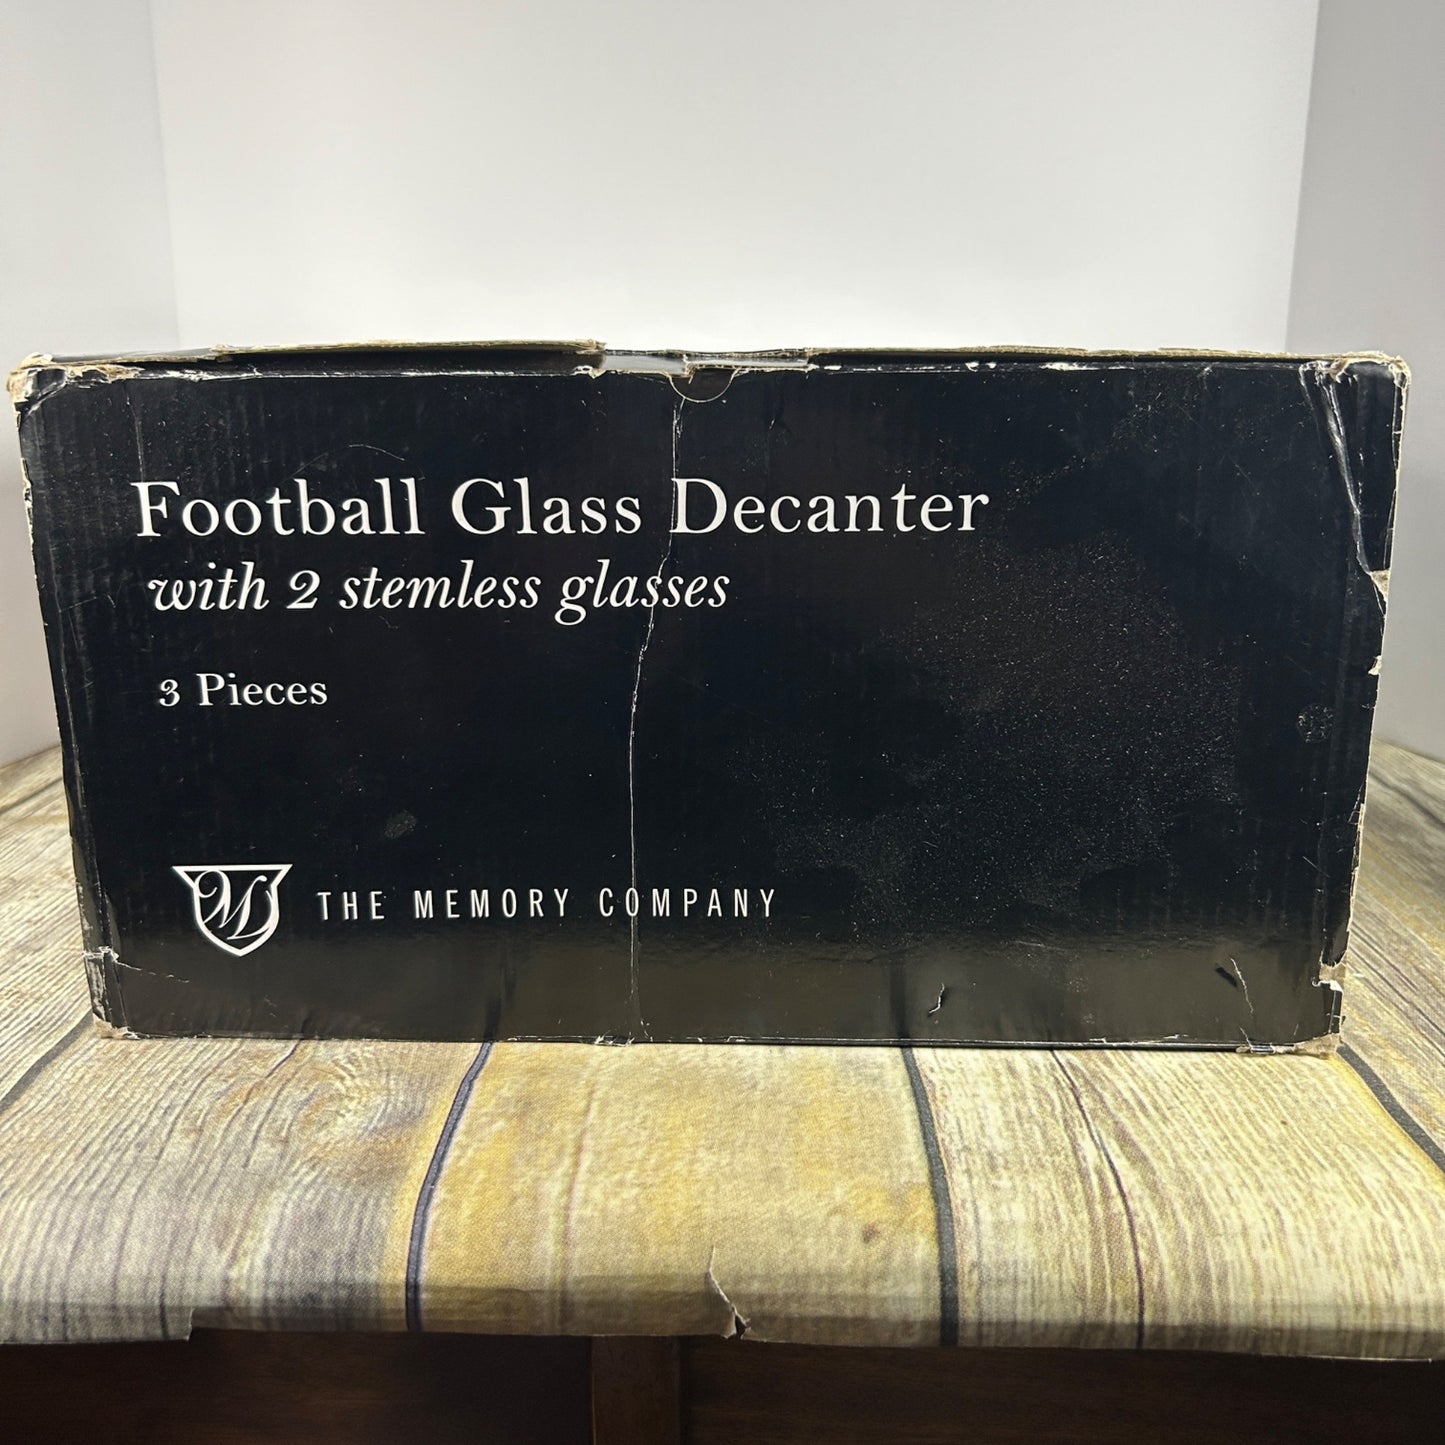 Football Glass Decanter
with 2 stemless glasses
3 Pieces
M
THE MEMORY COMPANY